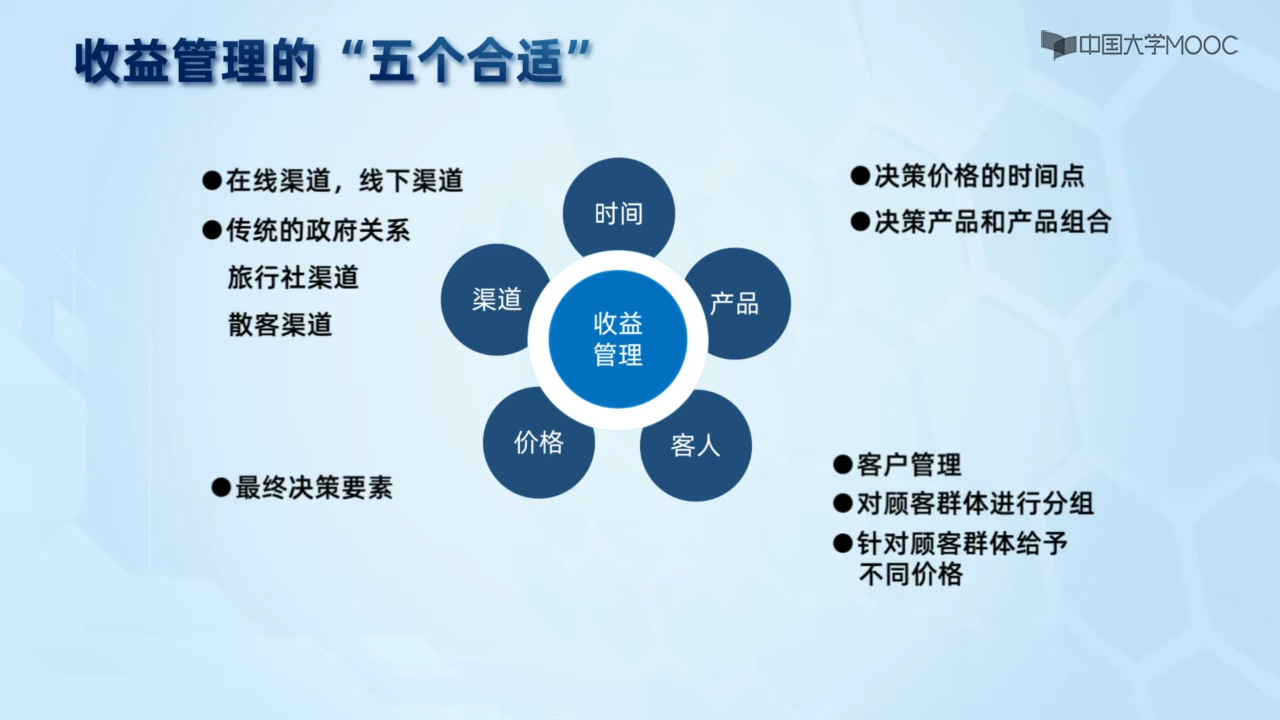 收益管理的“五个合适”
中国大学MOOC
●在线渠道，线下渠道
●传统的政府关系
旅行社渠道
散客渠道
●决策价格的时间点
●决策产品和产品组合
时间
渠道
产品
收益
管理
价格
客人
●最终决策要素
●客户管理
●对顾客群体进行分组
●针对顾客群体给予
不同价格